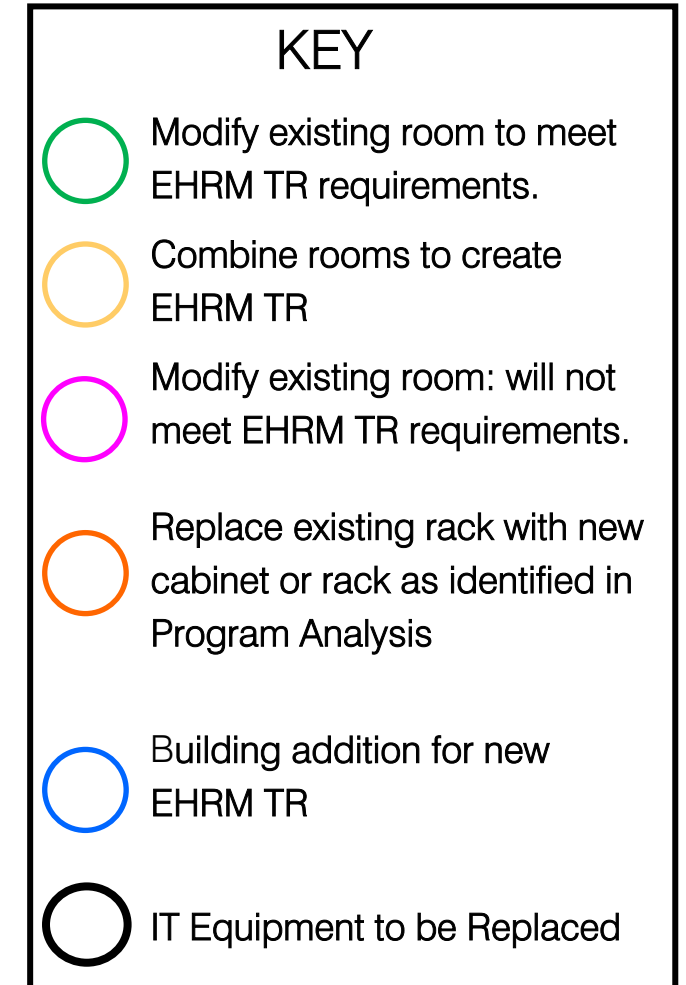 KEY
Modify existing room to meet
EHRM TR requirements.
Combine rooms to create
EHRM TR
Modify existing room: will not
meet EHRM TR requirements.
Replace existing rack with new
cabinet or rack as identified in
Program Analysis
Building addition for new
EHRM TR
IT Equipment to be Replaced